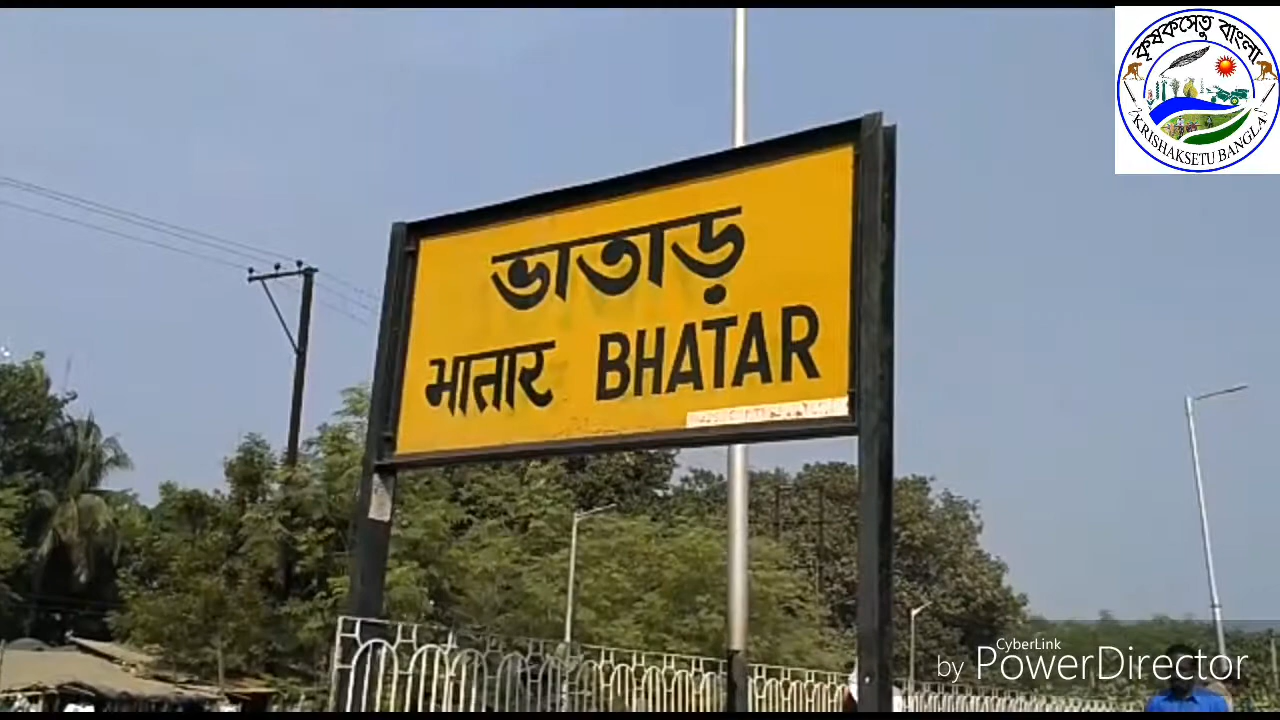 কৃষকসেতু বাংলা
KRISHAKSETU BANGLA
ভাতাড়
भातार BHATAR
CyberLink
by PowerDirector